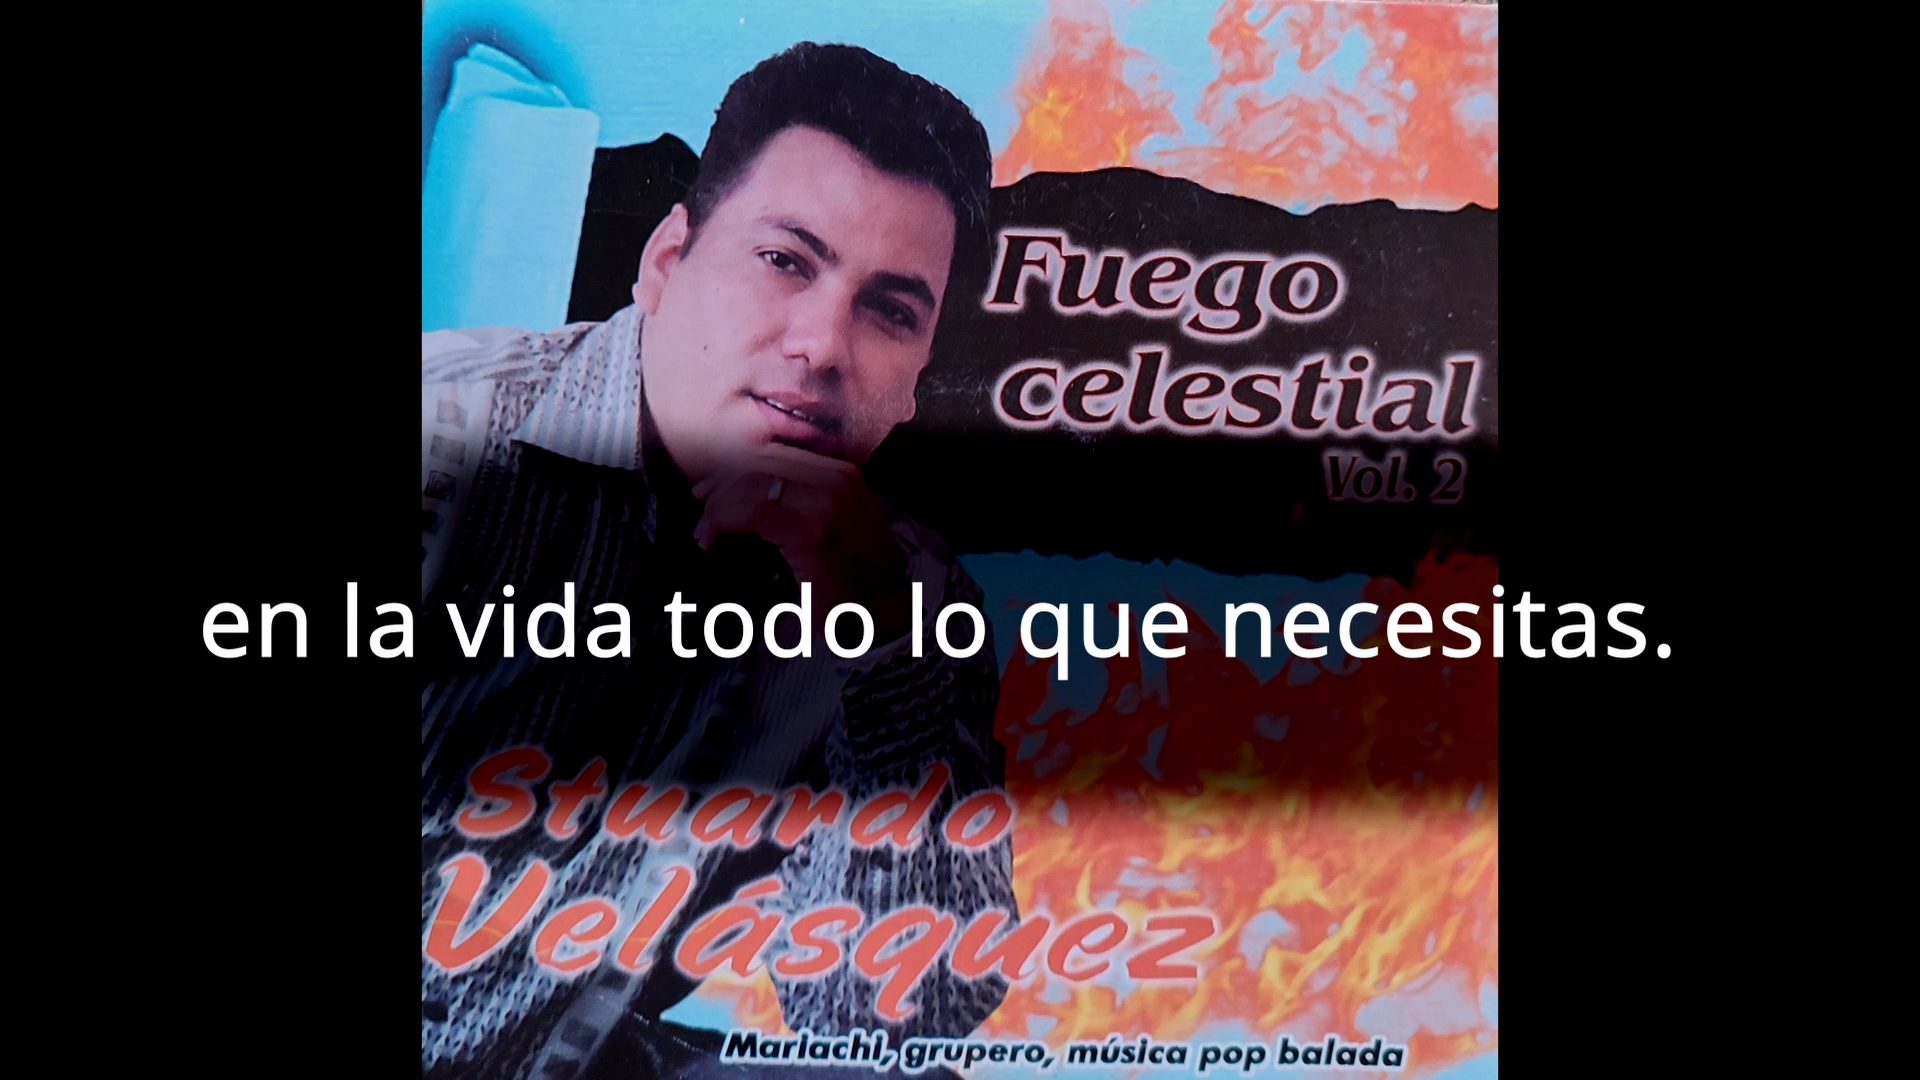 Fuego
celestial
Vol. 2
en la vida todo lo que necesitas.
Stuardo
Velásquez
Mariachi, grupero, música pop balada